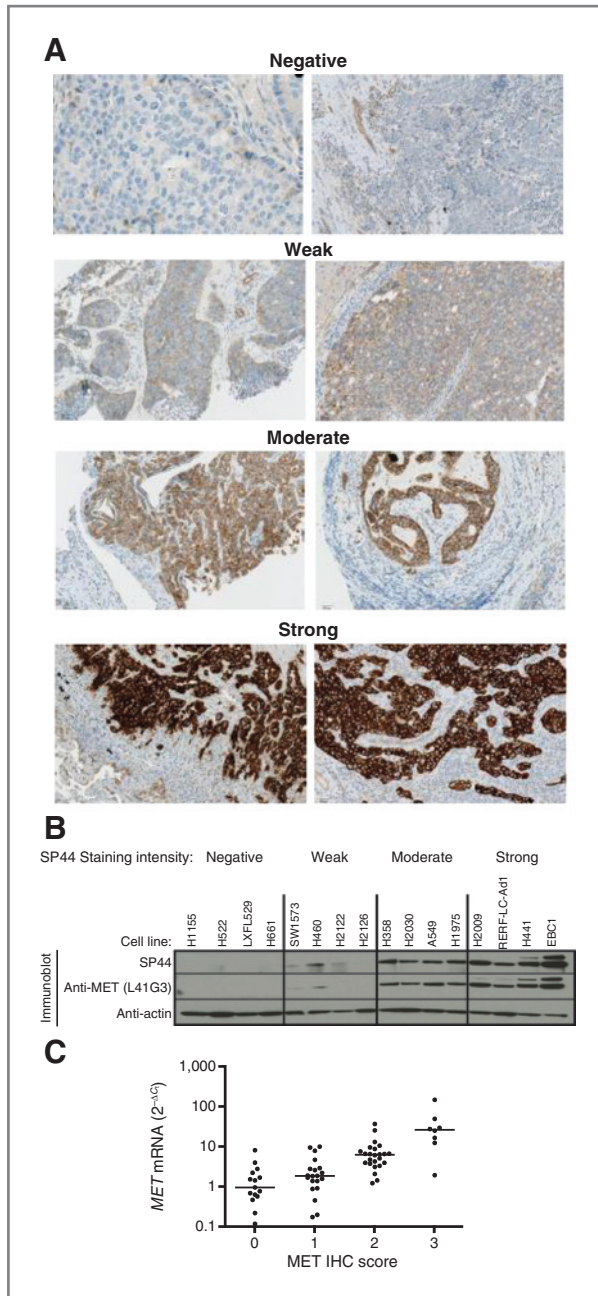 A
Negative
Weak
Moderate
Strong
B
SP44 Staining intensity: Negative Weak Moderate Strong
Cell line: H1155 H522 LXFL529 H661 SW1573 H460 H2122 H2126 H358 H2030 A549 H1975 H2009 RERF-LC-Ad1 H441 EBC1
Immunoblot
SP44
Anti-MET (L41G3)
Anti-actin
C
MET mRNA (2⁻ΔCt)
1,000
100
10
1
0.1
0 1 2 3
MET IHC score